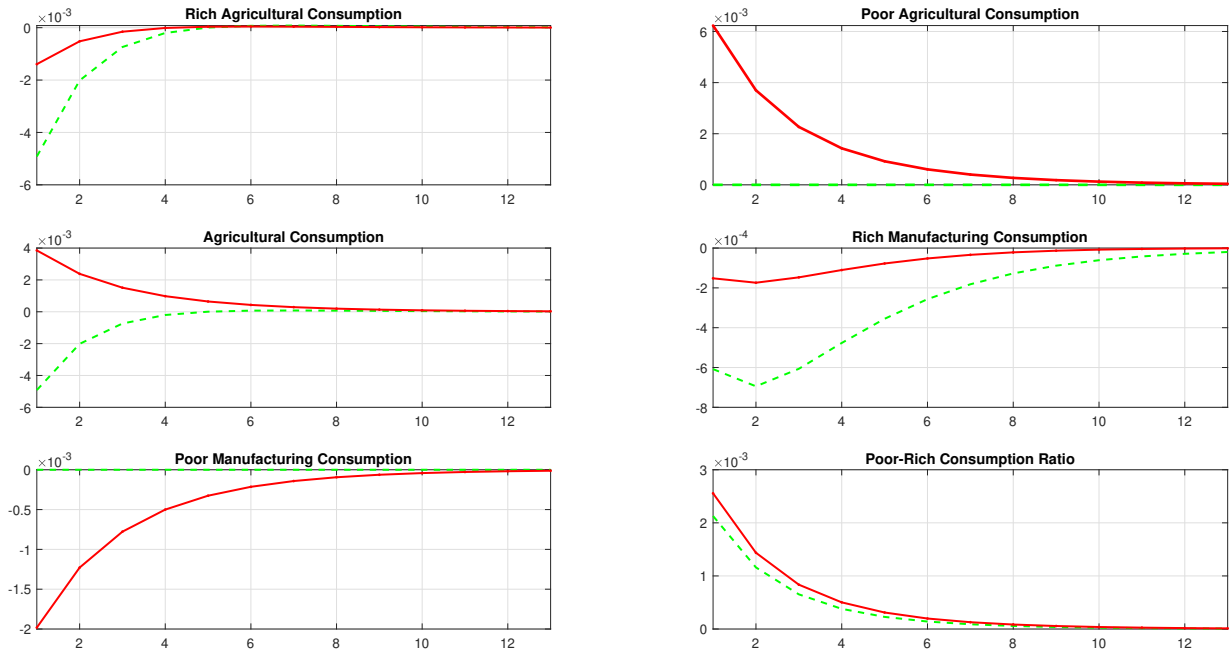 Rich Agricultural Consumption
×10-3
0
-2
-4
-6
2 4 6 8 10 12
Poor Agricultural Consumption
×10-3
6
4
2
0
2 4 6 8 10 12
Agricultural Consumption
×10-3
4
2
0
-2
-4
-6
2 4 6 8 10 12
Rich Manufacturing Consumption
×10-4
0
-2
-4
-6
-8
2 4 6 8 10 12
Poor Manufacturing Consumption
×10-3
0
-0.5
-1
-1.5
-2
2 4 6 8 10 12
Poor-Rich Consumption Ratio
×10-3
3
2
1
0
2 4 6 8 10 12